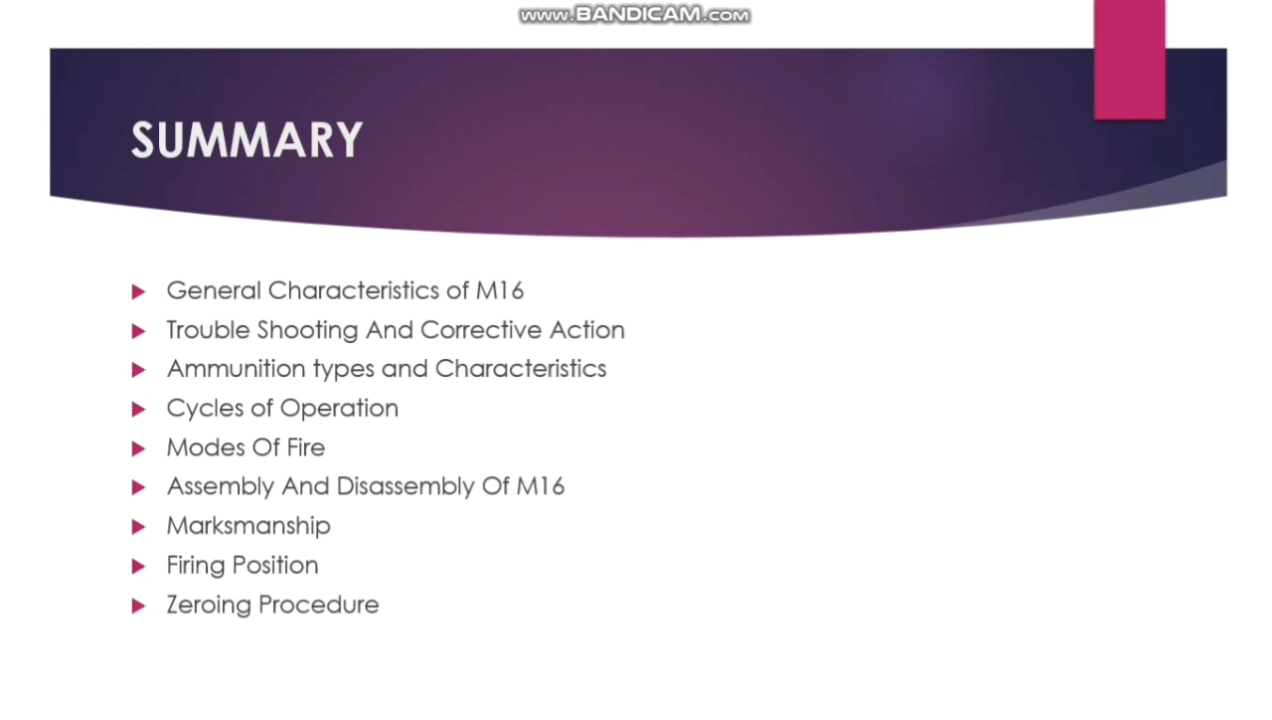 www.BANDICAM.com
SUMMARY
General Characteristics of M16
Trouble Shooting And Corrective Action
Ammunition types and Characteristics
Cycles of Operation
Modes Of Fire
Assembly And Disassembly Of M16
Marksmanship
Firing Position
Zeroing Procedure